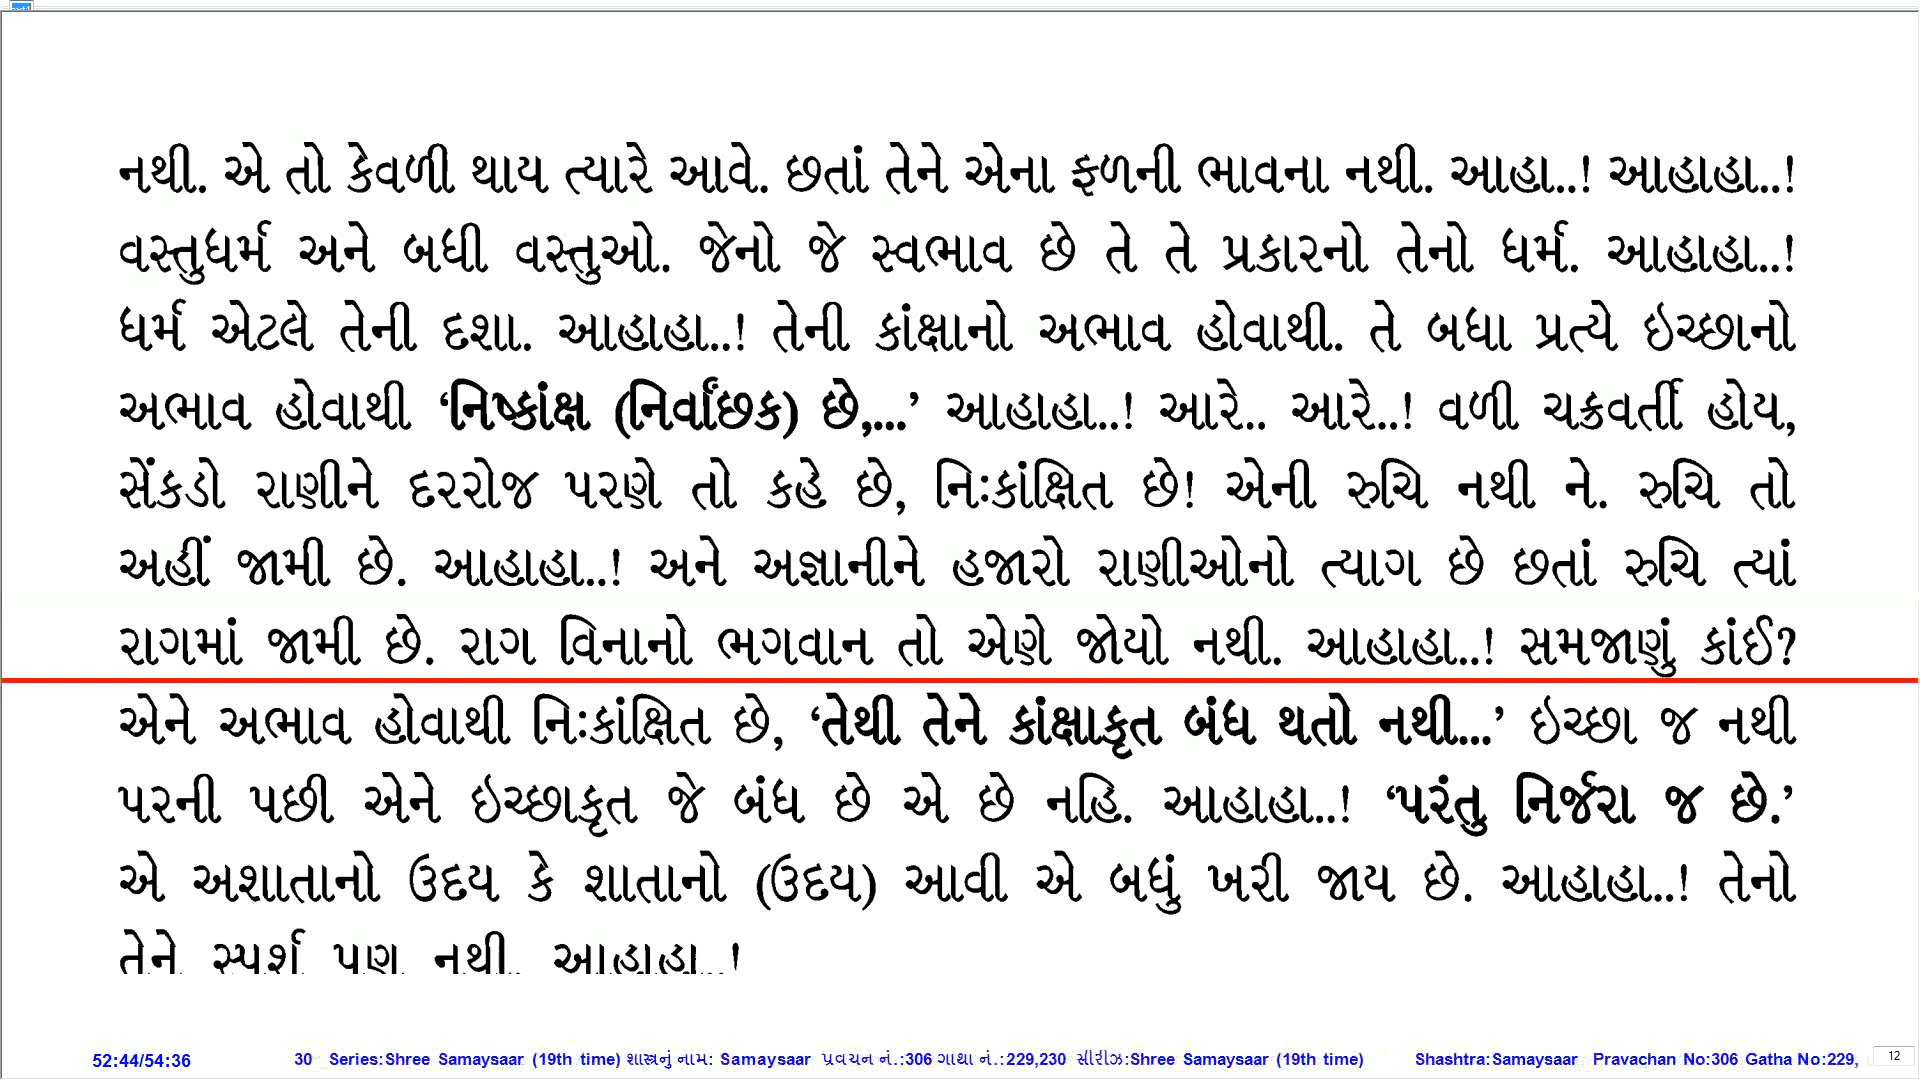 નથી. એ તો કેવળી થાય ત્યારે આવે. છતાં તેને એના ફળની ભાવના નથી. આહા..! આહાહા..!
વસ્તુધર્મ અને બધી વસ્તુઓ. જેનો જે સ્વભાવ છે તે તે પ્રકારનો તેનો ધર્મ. આહાહા..!
ધર્મ એટલે તેની દશા. આહાહા..! તેની કાંક્ષાનો અભાવ હોવાથી. તે બધા પ્રત્યે ઇચ્છાનો
અભાવ હોવાથી ‘નિષ્કાંક્ષ (નિર્વાંછક) છે,...’ આહાહા..! આરે.. આરે..! વળી ચક્રવર્તી હોય,
સેંકડો રાણીને દરરોજ પરણે તો કહે છે, નિઃકાંક્ષિત છે! એની રુચિ નથી ને. રુચિ તો
અહીં જામી છે. આહાહા..! અને અજ્ઞાનીને હજારો રાણીઓનો ત્યાગ છે છતાં રુચિ ત્યાં
રાગમાં જામી છે. રાગ વિનાનો ભગવાન તો એણે જોયો નથી. આહાહા..! સમજાણું કાંઈ?
એને અભાવ હોવાથી નિઃકાંક્ષિત છે, ‘તેથી તેને કાંક્ષાકૃત બંધ થતો નથી...’ ઇચ્છા જ નથી
પરની પછી એને ઇચ્છાકૃત જે બંધ છે એ છે નહિ. આહાહા..! ‘પરંતુ નિર્જરા જ છે.’
એ અશાતાનો ઉદય કે શાતાનો (ઉદય) આવી એ બધું ખરી જાય છે. આહાહા..! તેનો
તેને સ્પર્શ પણ નથી. આહાહા..!
52:44/54:36 30 Series:Shree Samaysaar (19th time) શાસ્ત્રનું નામ: Samaysaar પ્રવચન નં.:306 ગાથા નં.:229,230 સીરીઝ:Shree Samaysaar (19th time) Shashtra:Samaysaar Pravachan No:306 Gatha No:229, 12